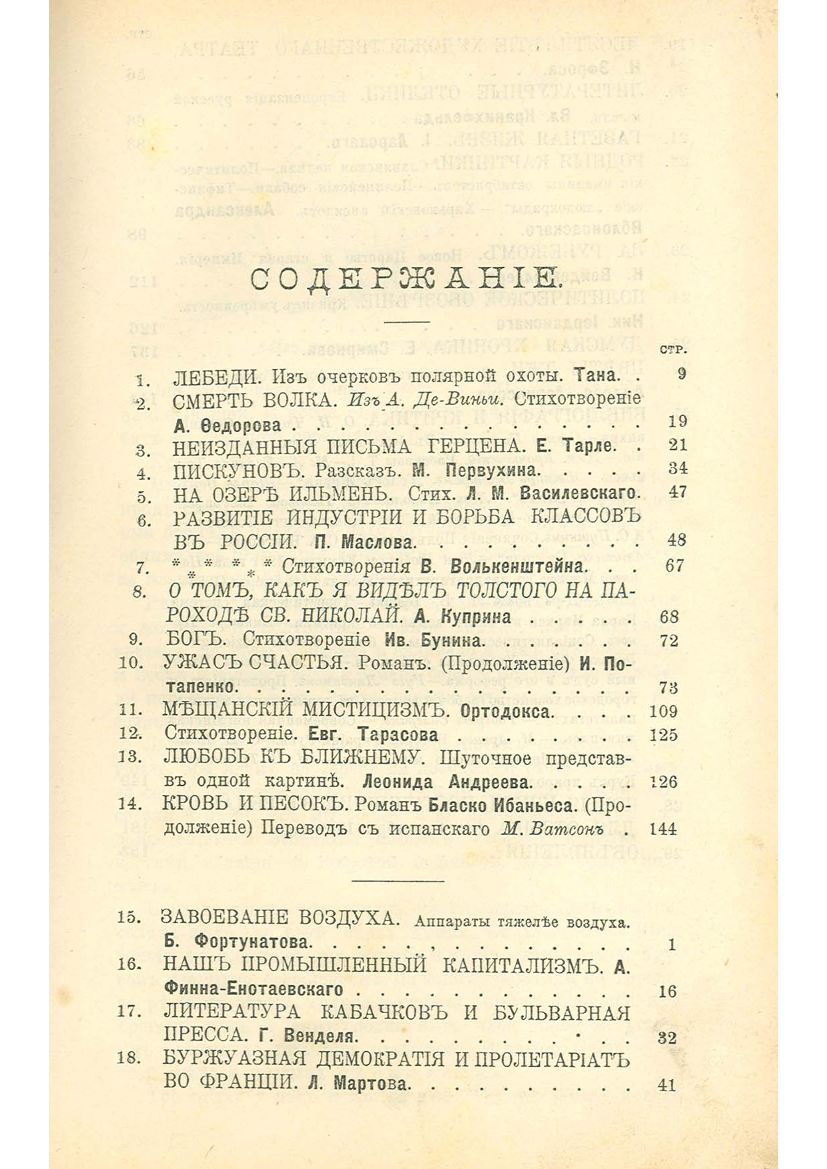 СОДЕРЖАНІЕ.
СТР.
1. ЛЕБЕДИ. Изъ очерковъ полярной охоты. Тана. . 9
2. СМЕРТЬ ВОЛКА. Изъ А. Де-Виньи. Стихотвореніе
А. Ѳедорова . . . . . . . . . . . . . . . 19
3. НЕИЗДАННЫЯ ПИСЬМА ГЕРЦЕНА. Е. Тарле. . 21
4. ПИСКУНОВЪ. Разсказъ. М. Первухина. . . . . 34
5. НА ОЗЕРѢ ИЛЬМЕНЬ. Стих. Л. М. Василевскаго. 47
6. РАЗВИТІЕ ИНДУСТРІИ И БОРЬБА КЛАССОВЪ
ВЪ РОССІИ. П. Маслова. . . . . . . . . . 48
7. *** *** Стихотворенія В. Волькенштейна. . . 67
8. О ТОМЪ, КАКЪ Я ВИДѢЛЪ ТОЛСТОГО НА ПА-
РОХОДѢ СВ. НИКОЛАЙ. А. Куприна . . . . . 68
9. БОГЪ. Стихотвореніе Ив. Бунина. . . . . . . 72
10. УЖАСЪ СЧАСТЬЯ. Романъ. (Продолженіе) И. По-
тапенко. . . . . . . . . . . . . . . . . 73
11. МѢЩАНСКІЙ МИСТИЦИЗМЪ. Ортодокса. . . . 109
12. Стихотвореніе. Евг. Тарасова . . . . . . . . 125
13. ЛЮБОВЬ КЪ БЛИЖНЕМУ. Шуточное представ-
въ одной картинѣ. Леонида Андреева. . . . . 126
14. КРОВЬ И ПЕСОКЪ. Романъ Бласко Ибаньеса. (Про-
долженіе) Переводъ съ испанскаго М. Ватсонъ . 144
15. ЗАВОЕВАНІЕ ВОЗДУХА. Аппараты тяжелѣе воздуха.
Б. Фортунатова. . . . . , . . . . . . . . 1
16. НАШЪ ПРОМЫШЛЕННЫЙ КАПИТАЛИЗМЪ. А.
Финна-Енотаевскаго . . . . . . . . . . . . 16
17. ЛИТЕРАТУРА КАБАЧКОВЪ И БУЛЬВАРНАЯ
ПРЕССА. Г. Венделя. . . . . . . . . . . . 32
18. БУРЖУАЗНАЯ ДЕМОКРАТІЯ И ПРОЛЕТАРІАТЪ
ВО ФРАНЦІИ. Л. Мартова. . . . . . . . . . 41